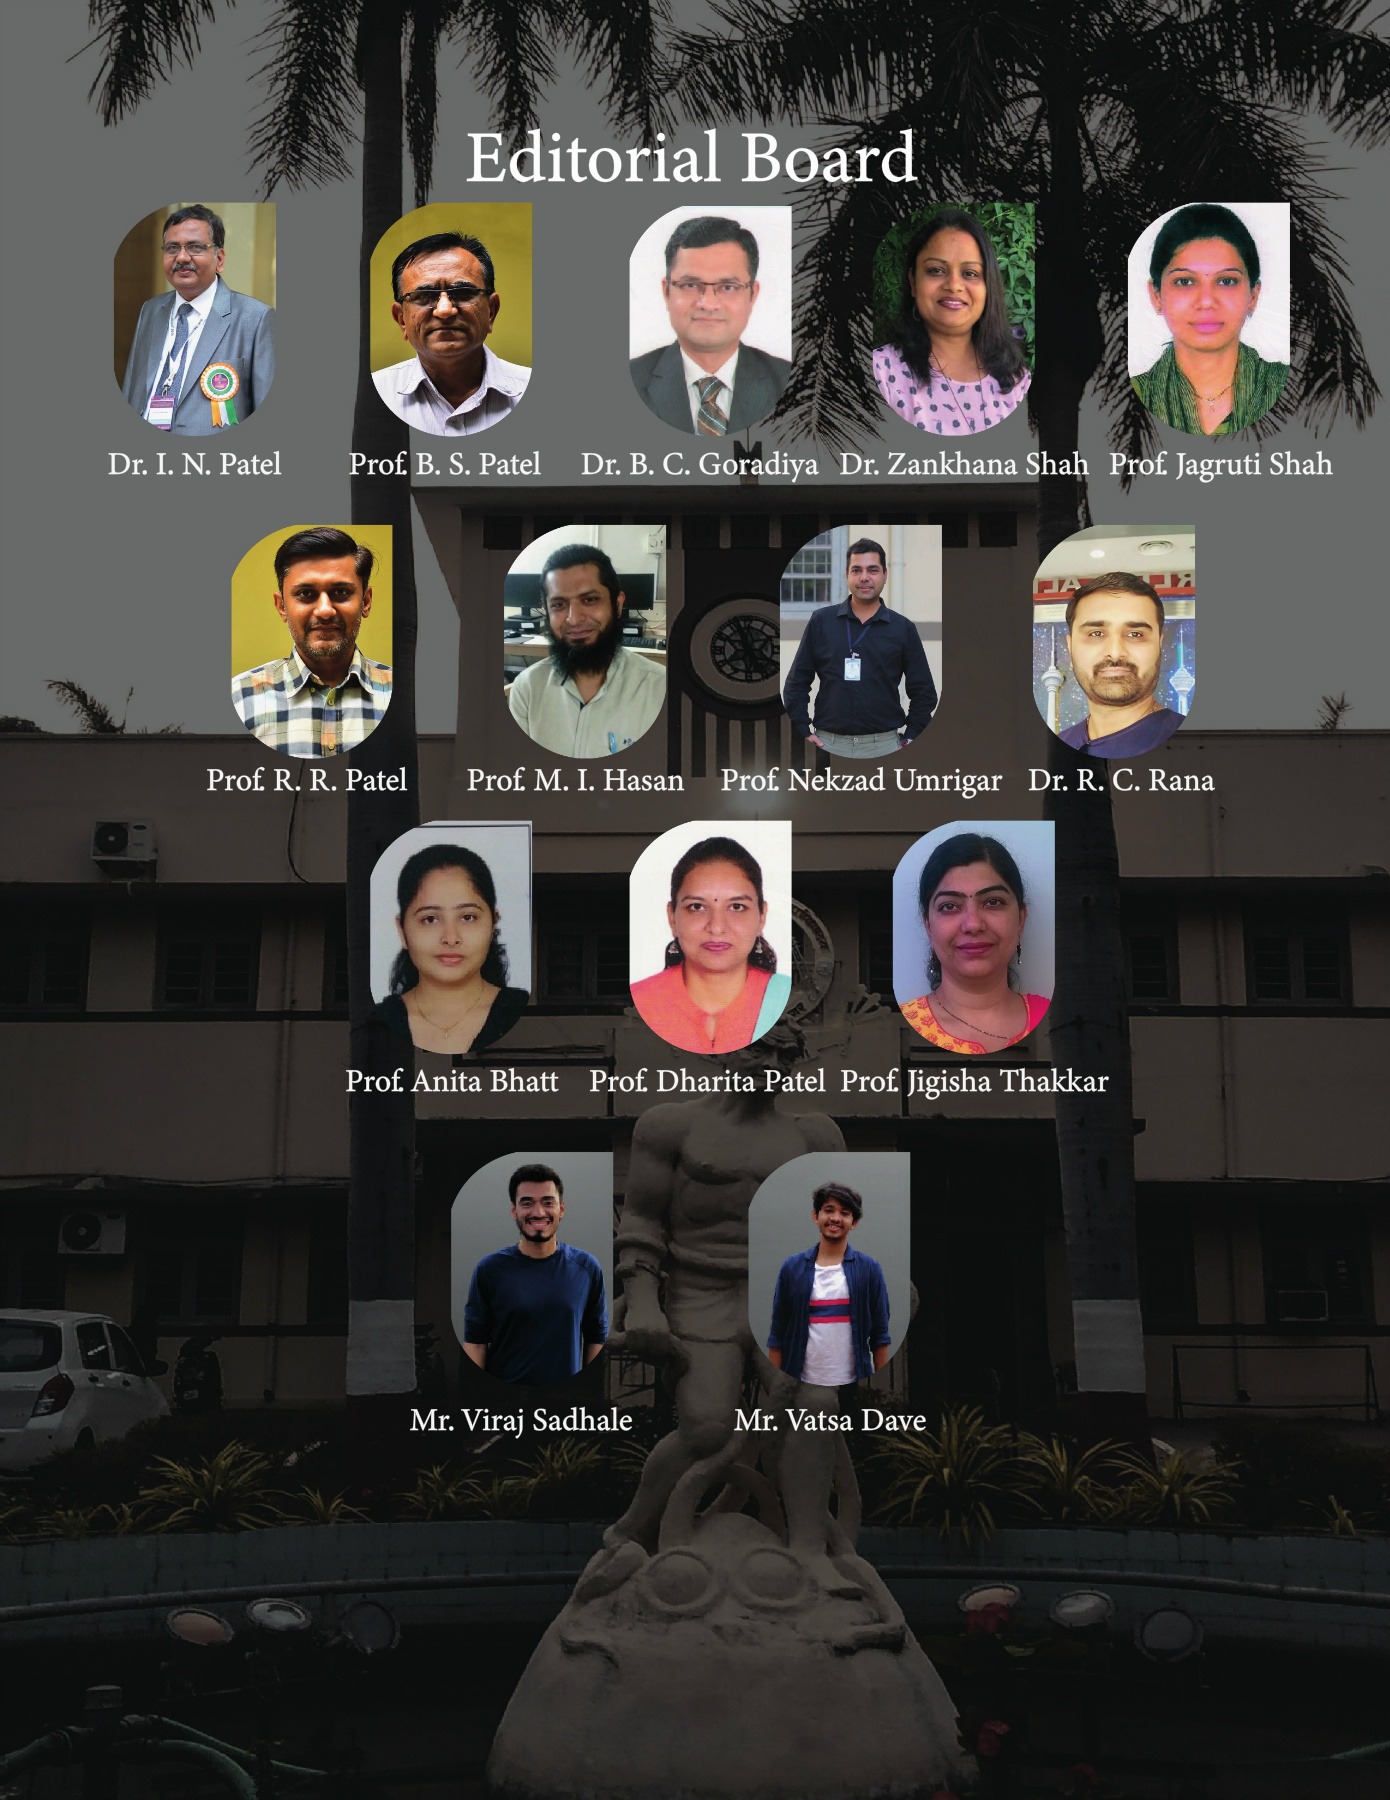 Editorial Board
Dr. I. N. Patel
Prof. B. S. Patel
Dr. B. C. Goradiya
Dr. Zankhana Shah
Prof. Jagruti Shah
Prof. R. R. Patel
Prof. M. I. Hasan
Prof. Nekzad Umrigar
Dr. R. C. Rana
Prof. Anita Bhatt
Prof. Dharita Patel
Prof. Jigisha Thakkar
Mr. Viraj Sadhale
Mr. Vatsa Dave